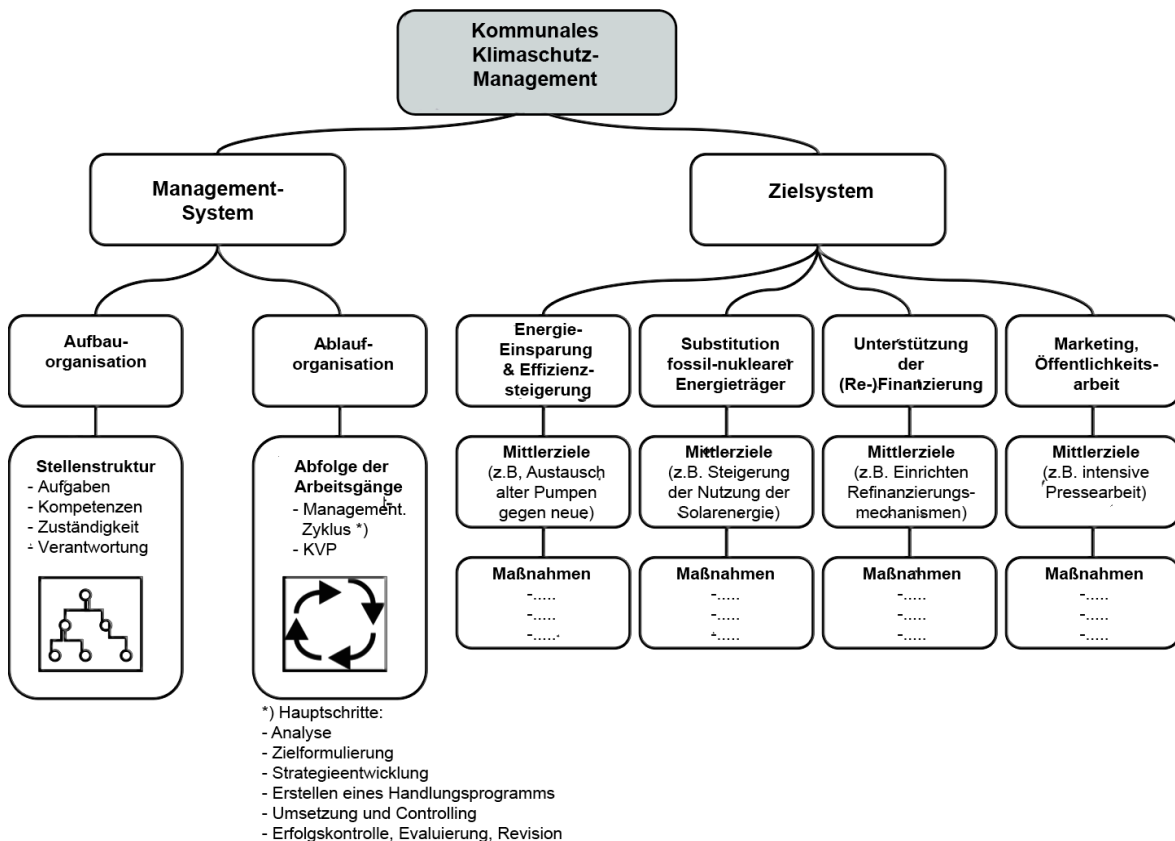 Kommunales
Klimaschutz-
Management
Management-
System
Zielsystem
Aufbau-
organisation
Ablauf-
organisation
Energie-
Einsparung
& Effizienz-
steigerung
Substitution
fossil-nuklearer
Energieträger
Unterstützung
der
(Re-)Finanzierung
Marketing,
Öffentlichkeits-
arbeit
Stellenstruktur
- Aufgaben
- Kompetenzen
- Zuständigkeit
- Verantwortung
Abfolge der
Arbeitsgänge
- Management.
Zyklus *)
- KVP
Mittlerziele
(z.B, Austausch
alter Pumpen
gegen neue)
Mittlerziele
(z.B. Steigerung
der Nutzung der
Solarenergie)
Mittlerziele
(z.B. Einrichten
Refinanzierungs-
mechanismen)
Mittlerziele
(z.B. intensive
Pressearbeit)
Maßnahmen
-.....
-.....
-.....
Maßnahmen
-.....
-.....
-.....
Maßnahmen
-.....
-.....
-.....
Maßnahmen
-.....
-.....
-.....
*) Hauptschritte:
- Analyse
- Zielformulierung
- Strategieentwicklung
- Erstellen eines Handlungsprogramms
- Umsetzung und Controlling
- Erfolgskontrolle, Evaluierung, Revision